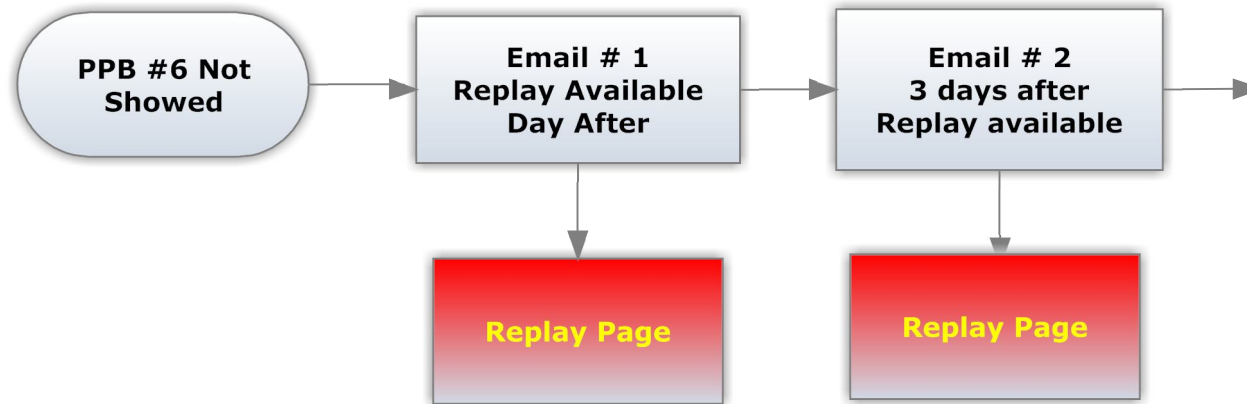 PPB #6 Not
Showed
Email # 1
Replay Available
Day After
Email # 2
3 days after
Replay available
Replay Page
Replay Page